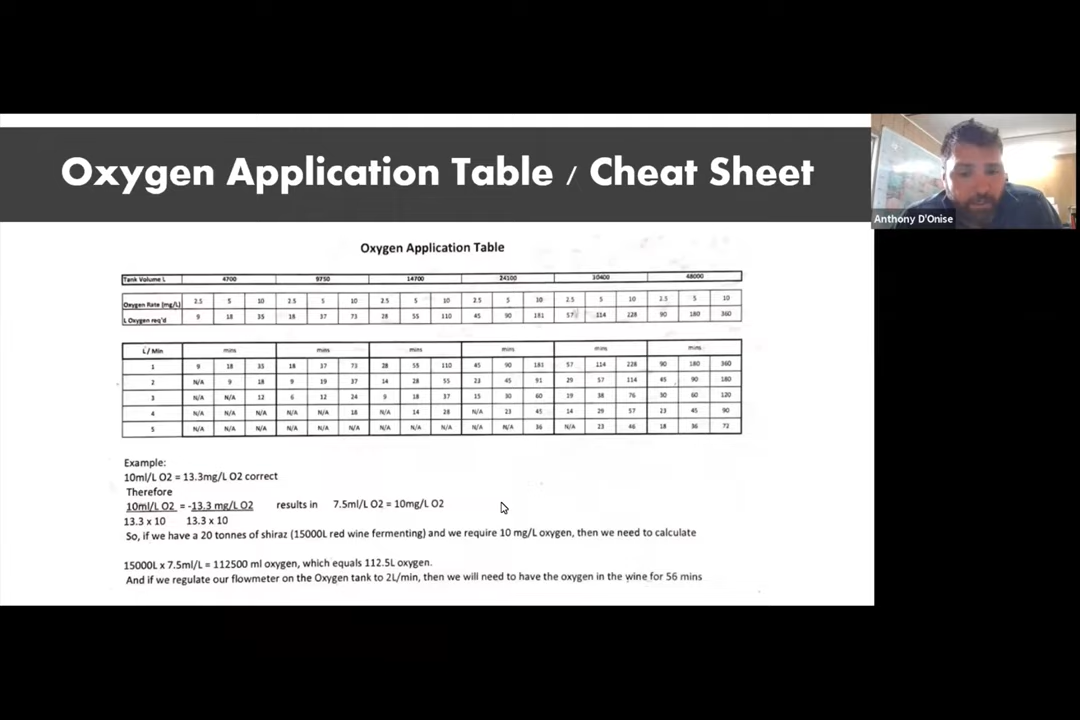 Oxygen Application Table / Cheat Sheet
Anthony D'Onise
Oxygen Application Table
Tank Volume L 4700 9750 14700 24100 30400 48000
Oxygen Rate (mg/L) 2.5 5 10 2.5 5 10 2.5 5 10 2.5 5 10 2.5 5 10 2.5 5 10
L Oxygen req'd 9 18 35 18 37 73 28 55 110 45 90 181 57 114 228 90 180 360
L/ Min mins mins mins mins mins mins
1 9 18 35 18 37 73 28 55 110 45 90 181 57 114 228 90 180 360
2 N/A 9 18 9 19 37 14 28 55 23 45 91 29 57 114 45 90 180
3 N/A N/A 12 6 12 24 9 18 37 15 30 60 19 38 76 30 60 120
4 N/A N/A N/A N/A N/A 18 N/A 14 28 N/A 23 45 14 29 57 23 45 90
5 N/A N/A N/A N/A N/A N/A N/A N/A N/A N/A N/A 36 N/A 23 46 18 36 72
Example:
10ml/L O2 = 13.3mg/L O2 correct
Therefore
10ml/L O2 = -13.3 mg/L O2 results in 7.5ml/L O2 = 10mg/L O2
13.3 x 10 13.3 x 10
So, if we have a 20 tonnes of shiraz (15000L red wine fermenting) and we require 10 mg/L oxygen, then we need to calculate
15000L x 7.5ml/L = 112500 ml oxygen, which equals 112.5L oxygen.
And if we regulate our flowmeter on the Oxygen tank to 2L/min, then we will need to have the oxygen in the wine for 56 mins